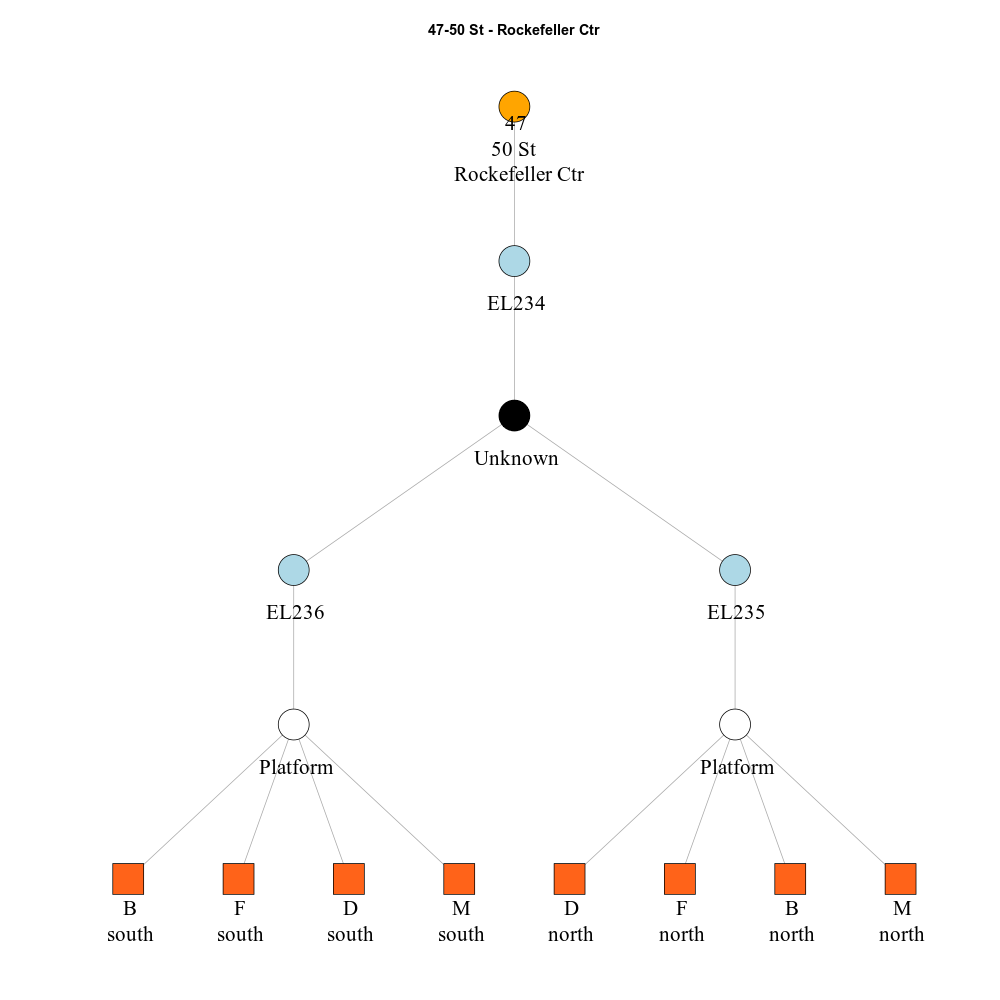 47-50 St - Rockefeller Ctr
47
50 St
Rockefeller Ctr
EL234
Unknown
EL236 EL235
Platform Platform
B F D M D F B M
south south south south north north north north